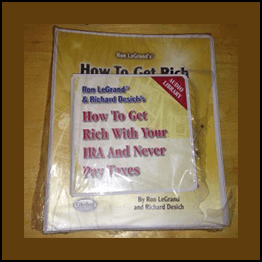 Ron LeGrand's
How To Get Rich
AUDIO
LIBRARY
Ron LeGrand's
& Richard Desich's
How To Get
Rich With Your
IRA And Never
Pay Taxes
By Ron LeGrand
and Richard Desich